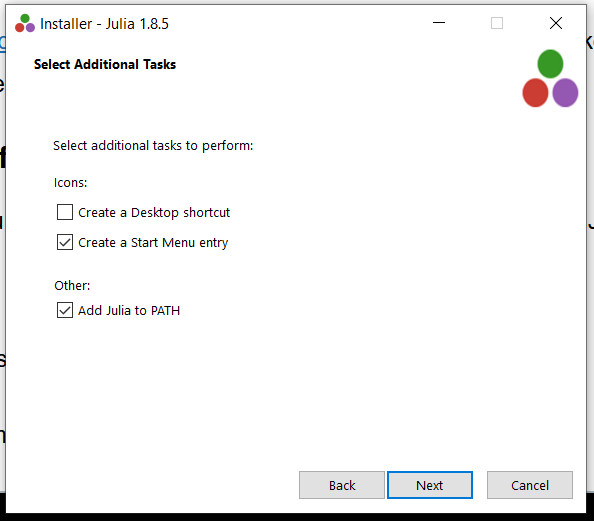 Installer - Julia 1.8.5
Select Additional Tasks
Select additional tasks to perform:
Icons:
Create a Desktop shortcut
Create a Start Menu entry
Other:
Add Julia to PATH
Back
Next
Cancel